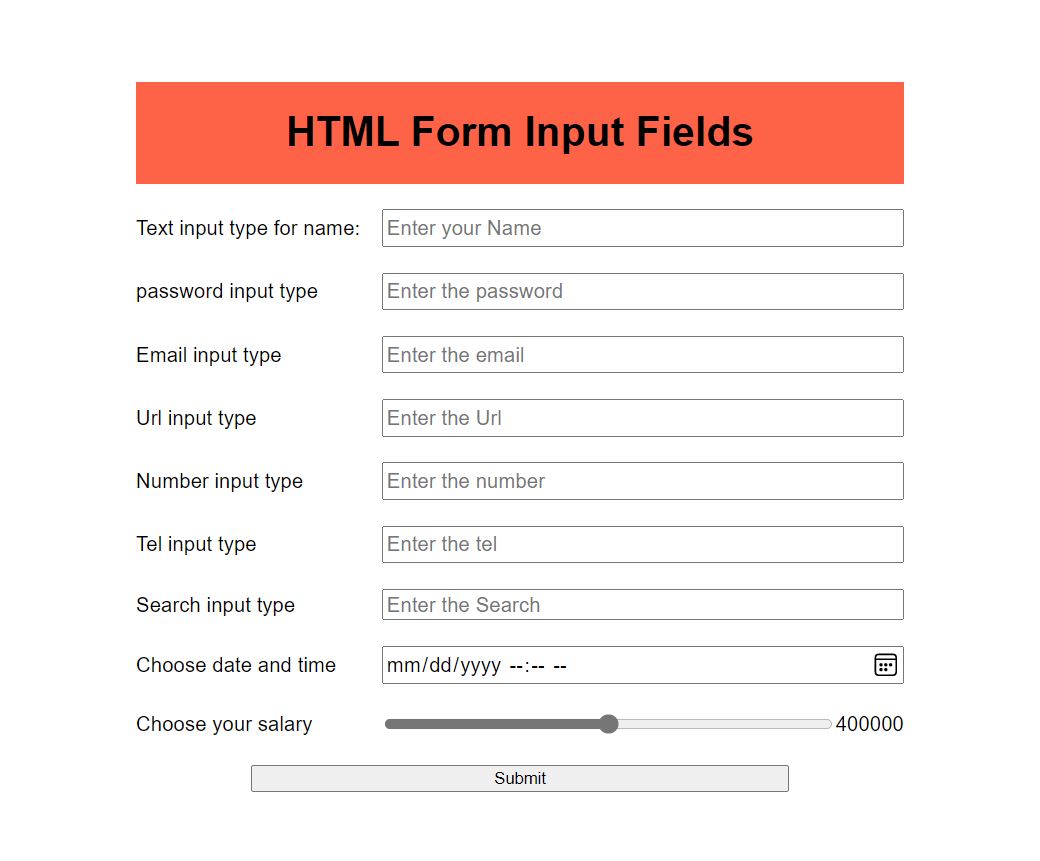 HTML Form Input Fields
Text input type for name: Enter your Name
password input type Enter the password
Email input type Enter the email
Url input type Enter the Url
Number input type Enter the number
Tel input type Enter the tel
Search input type Enter the Search
Choose date and time mm/dd/yyyy --:-- --
Choose your salary 400000
Submit